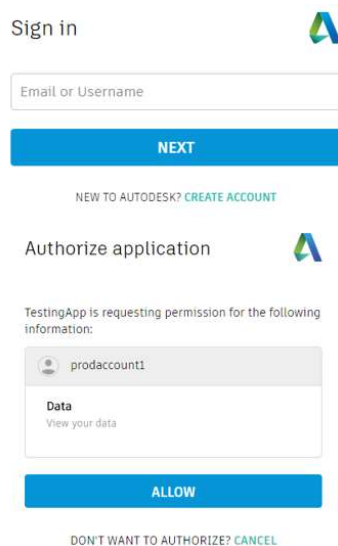 Sign in
Email or Username
NEXT
NEW TO AUTODESK? CREATE ACCOUNT
Authorize application
TestingApp is requesting permission for the following
information:
prodaccount1
Data
View your data
ALLOW
DON'T WANT TO AUTHORIZE? CANCEL